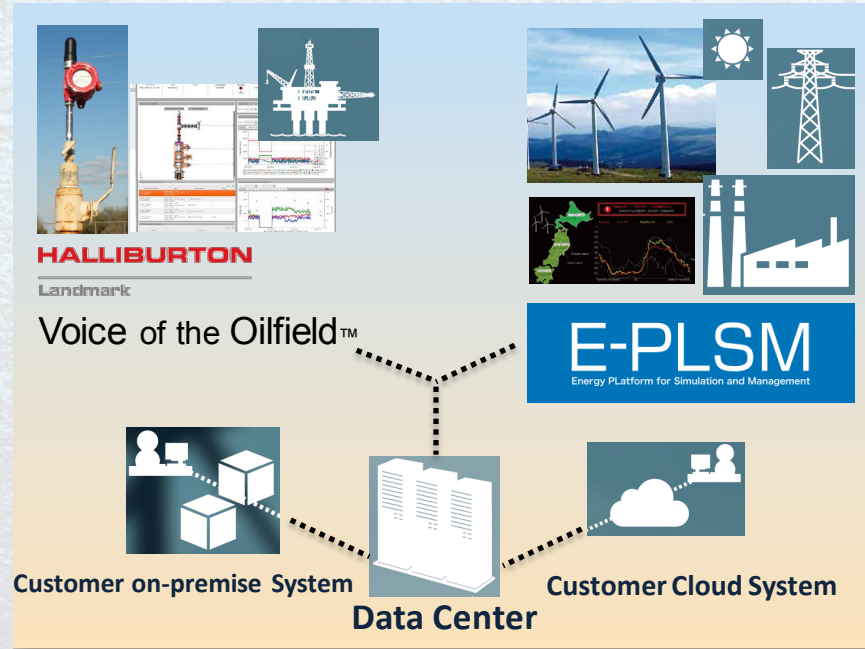 HALLIBURTON
Landmark
Voice of the Oilfield™
E-PLSM
Energy PLatform for Simulation and Management
Customer on-premise System
Customer Cloud System
Data Center